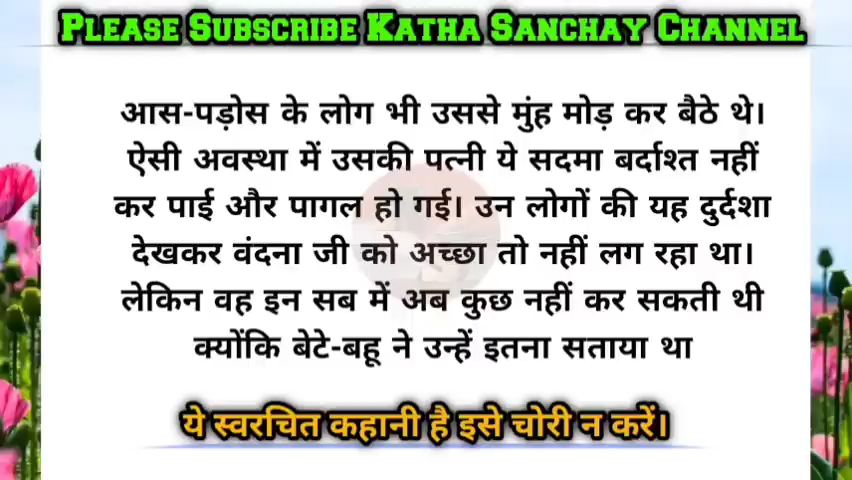 PLEASE SUBSCRIBE KATHA SANCHAY CHANNEL
आस-पड़ोस के लोग भी उससे मुंह मोड़ कर बैठे थे।
ऐसी अवस्था में उसकी पत्नी ये सदमा बर्दाश्त नहीं
कर पाई और पागल हो गई। उन लोगों की यह दुर्दशा
देखकर वंदना जी को अच्छा तो नहीं लग रहा था।
लेकिन वह इन सब में अब कुछ नहीं कर सकती थी
क्योंकि बेटे-बहू ने उन्हें इतना सताया था
ये स्वरचित कहानी है इसे चोरी न करें।